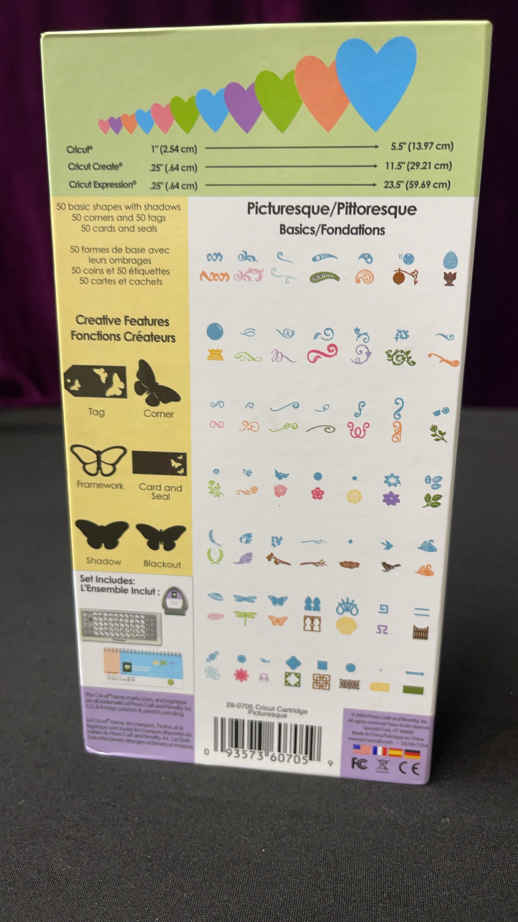 Cricut® 1" (2.54 cm) 5.5" (13.97 cm)
Cricut Create® .25" (.64 cm) 11.5" (29.21 cm)
Cricut Expression® .25" (.64 cm) 23.5" (59.69 cm)
50 basic shapes with shadows
50 corners and 50 tags
50 cards and seals
50 formes de base avec
leurs ombrages
50 coins et 50 étiquettes
50 cartes et cachets
Creative Features
Fonctions Créateurs
Tag Corner
Framework Card and
Seal
Shadow Blackout
Set Includes:
L'Ensemble Inclut :
Picturesque/Pittoresque
Basics/Fondations
29-0705 Cricut Cartridge
Picturesque
0 93573 60705 9
FC CE